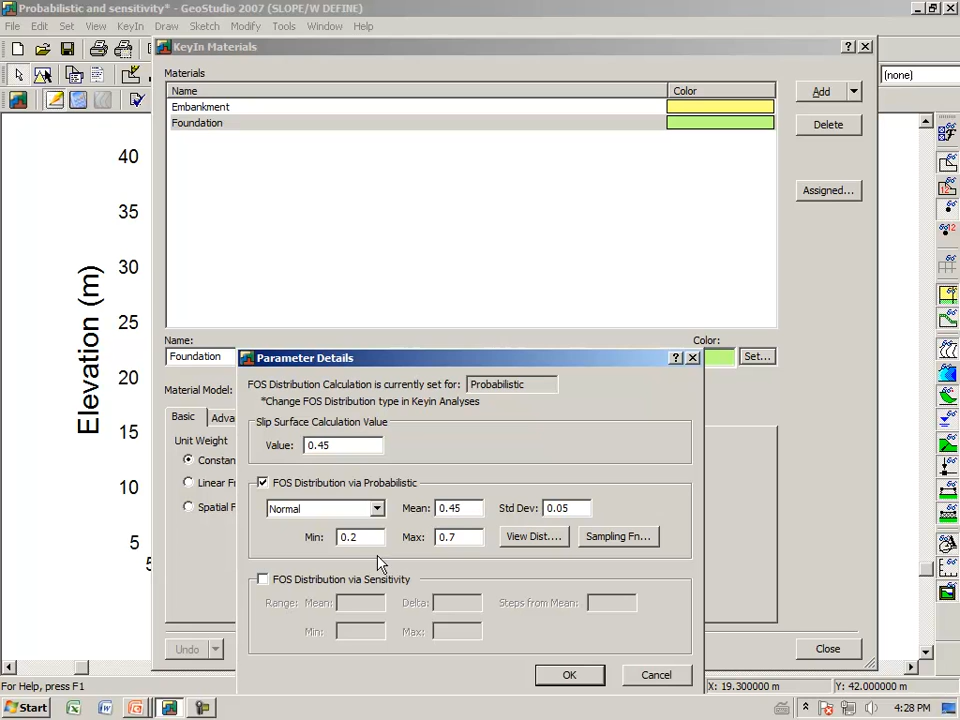 Probabilistic and sensitivity* - GeoStudio 2007 (SLOPE/W DEFINE)
File Edit Set View KeyIn Draw Sketch Modify Tools Window Help
KeyIn Materials
(none)
Materials
Name Color
Embankment
Foundation
Add
Delete
Assigned...
12
12
40
35
30
25
20
15
10
5
Elevation (m)
Name: Color:
Foundation Set...
Material Model:
Basic Adva
Unit Weight
Constan
Linear Fr
Spatial F
Parameter Details
FOS Distribution Calculation is currently set for: Probabilistic
*Change FOS Distribution type in Keyin Analyses
Slip Surface Calculation Value
Value: 0.45
FOS Distribution via Probabilistic
Normal Mean: 0.45 Std Dev: 0.05
Min: 0.2 Max: 0.7 View Dist.... Sampling Fn...
FOS Distribution via Sensitivity
Range: Mean: Delta: Steps from Mean:
Min: Max:
OK Cancel
Undo Close
For Help, press F1 X: 19.300000 m Y: 42.000000 m
Start 4:28 PM